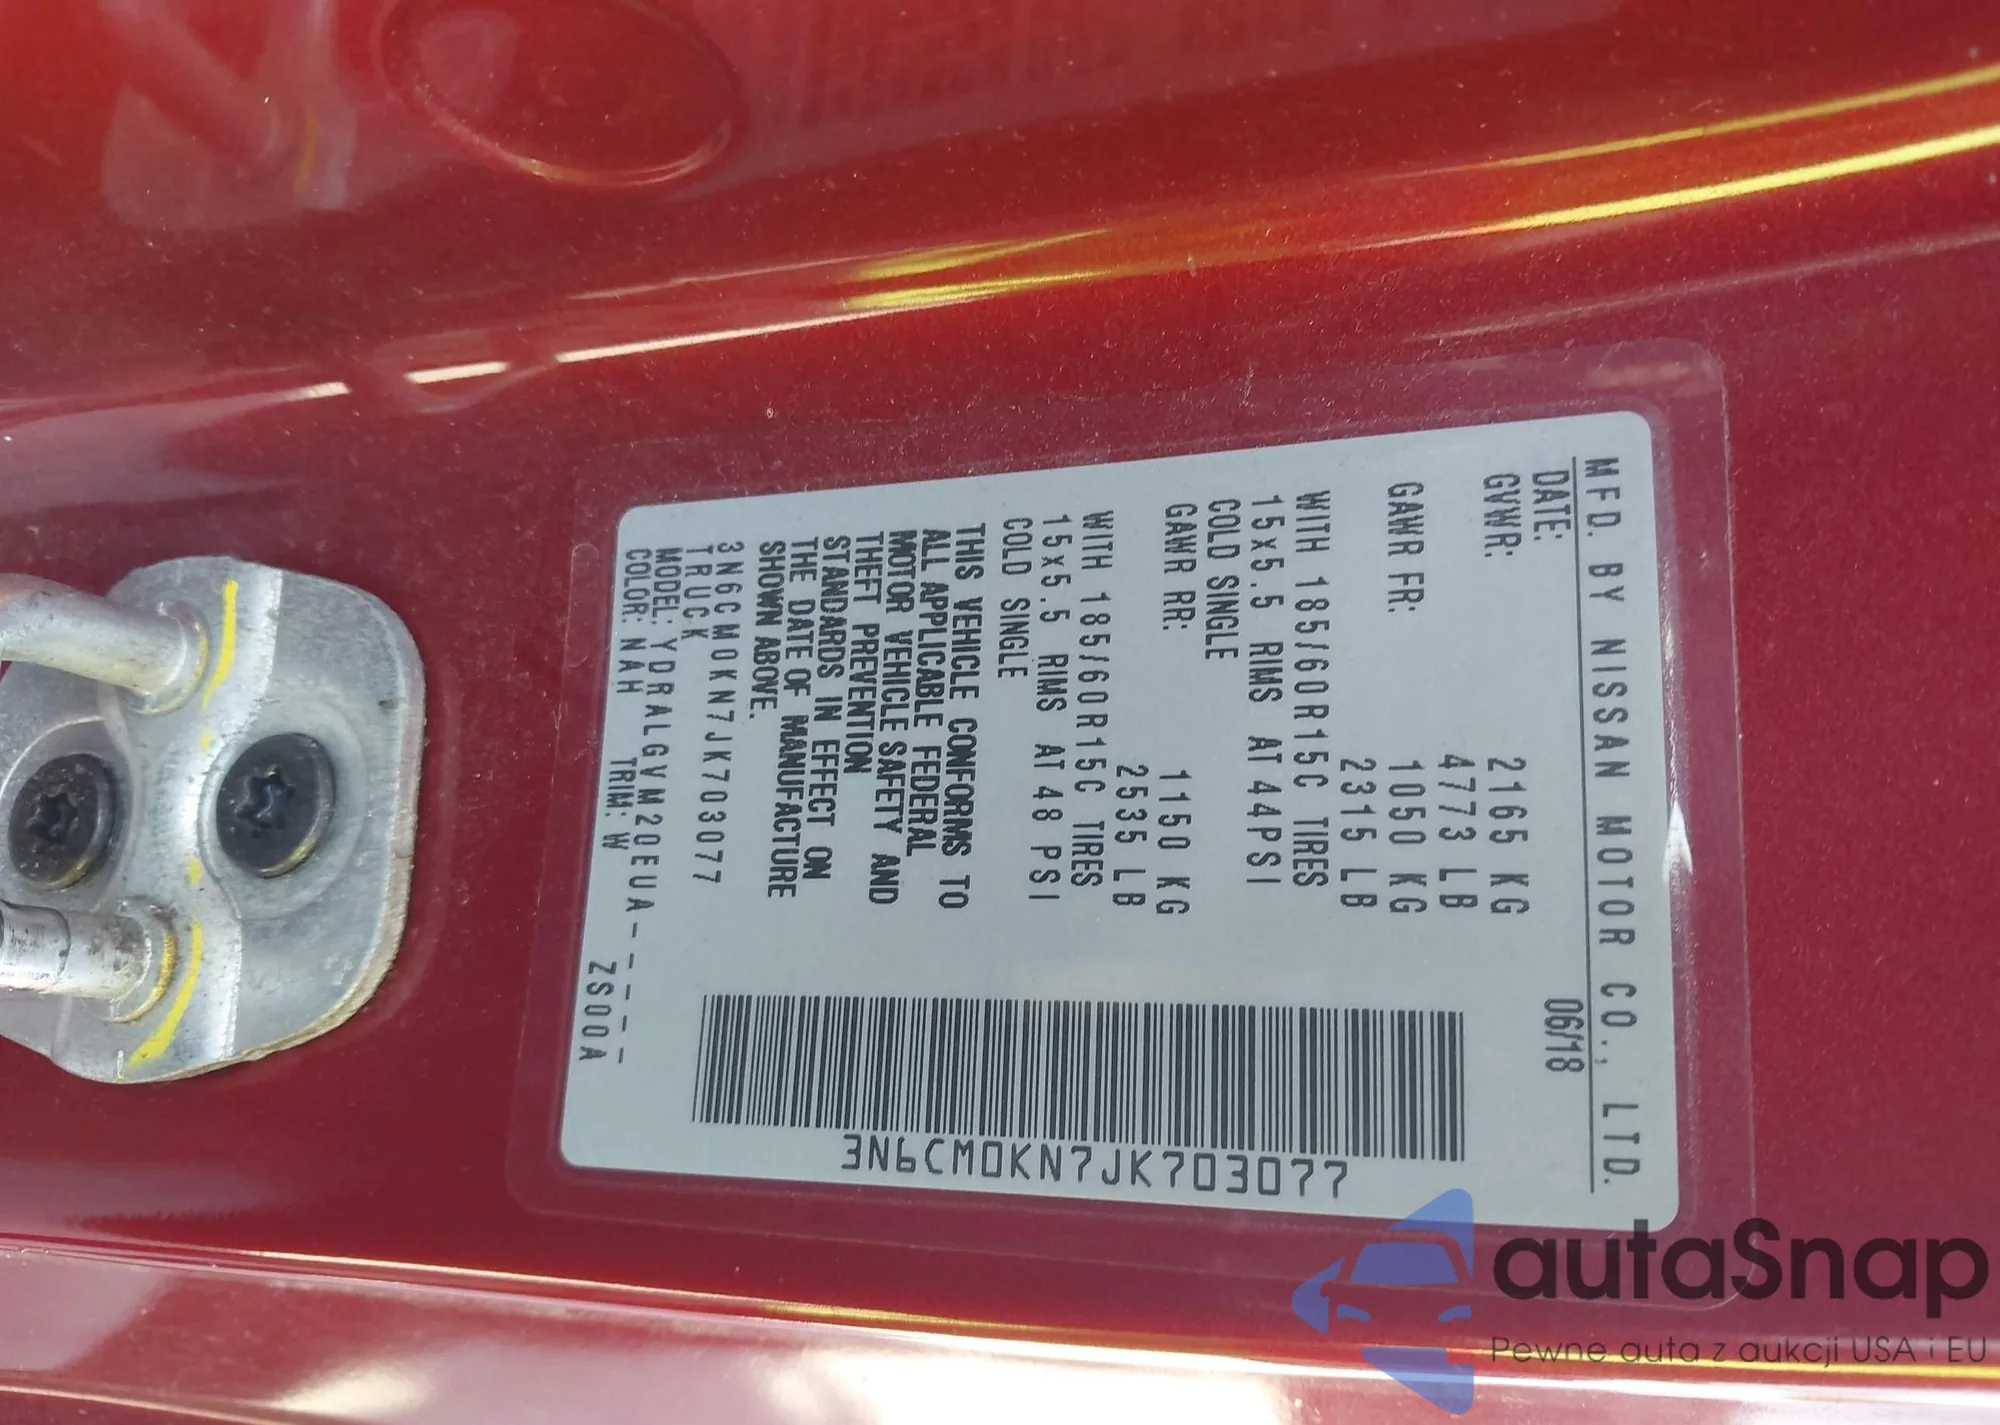 MFD. BY NISSAN MOTOR CO., LTD.
DATE: 06/18
GVWR: 2165 KG
4773 LB
GAWR FR: 1050 KG
2315 LB
WITH 185/60R15C TIRES
15x5.5 RIMS AT 44PSI
COLD SINGLE
GAWR RR: 1150 KG
2535 LB
WITH 185/60R15C TIRES
15x5.5 RIMS AT 48 PSI
COLD SINGLE
THIS VEHICLE CONFORMS TO
ALL APPLICABLE FEDERAL
MOTOR VEHICLE SAFETY AND
THEFT PREVENTION
STANDARDS IN EFFECT ON
THE DATE OF MANUFACTURE
SHOWN ABOVE.
3N6CM0KN7JK703077
TRUCK
MODEL: YDRALGVM20EUA-----
COLOR: NAH TRIM: W ZS00A
3N6CM0KN7JK703077
autaSnap
Pewne auta z aukcji USA i EU